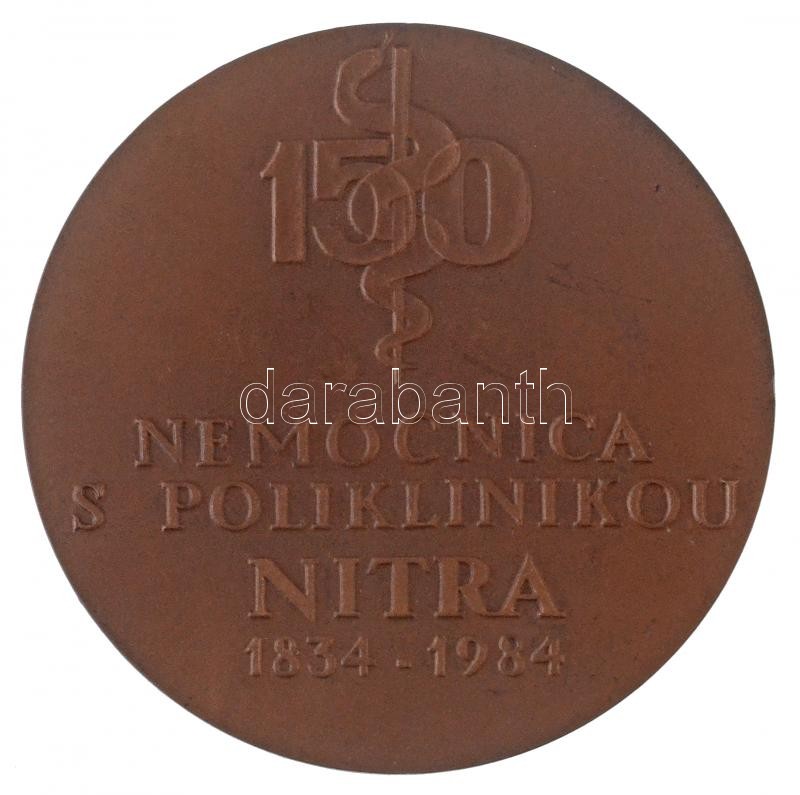 150
darabanth
NEMOCNICA
S POLIKLINIKOU
NITRA
1834 - 1984